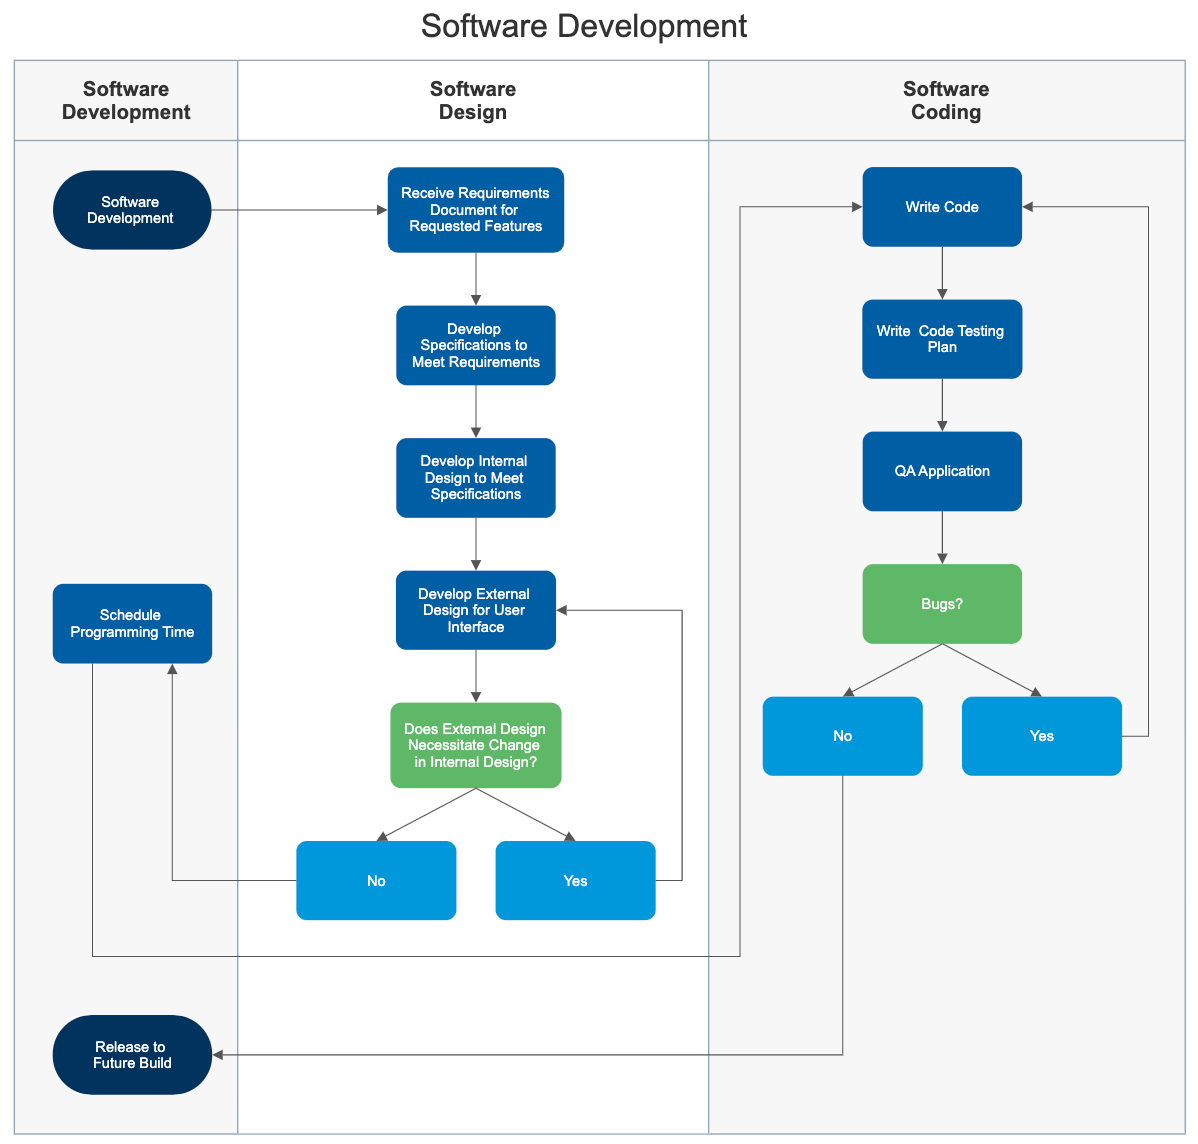 Software Development
Software
Development
Software
Design
Software
Coding
Software
Development
Receive Requirements
Document for
Requested Features
Develop
Specifications to
Meet Requirements
Develop Internal
Design to Meet
Specifications
Develop External
Design for User
Interface
Does External Design
Necessitate Change
in Internal Design?
No
Yes
Schedule
Programming Time
Write Code
Write  Code Testing
Plan
QA Application
Bugs?
No
Yes
Release to
Future Build